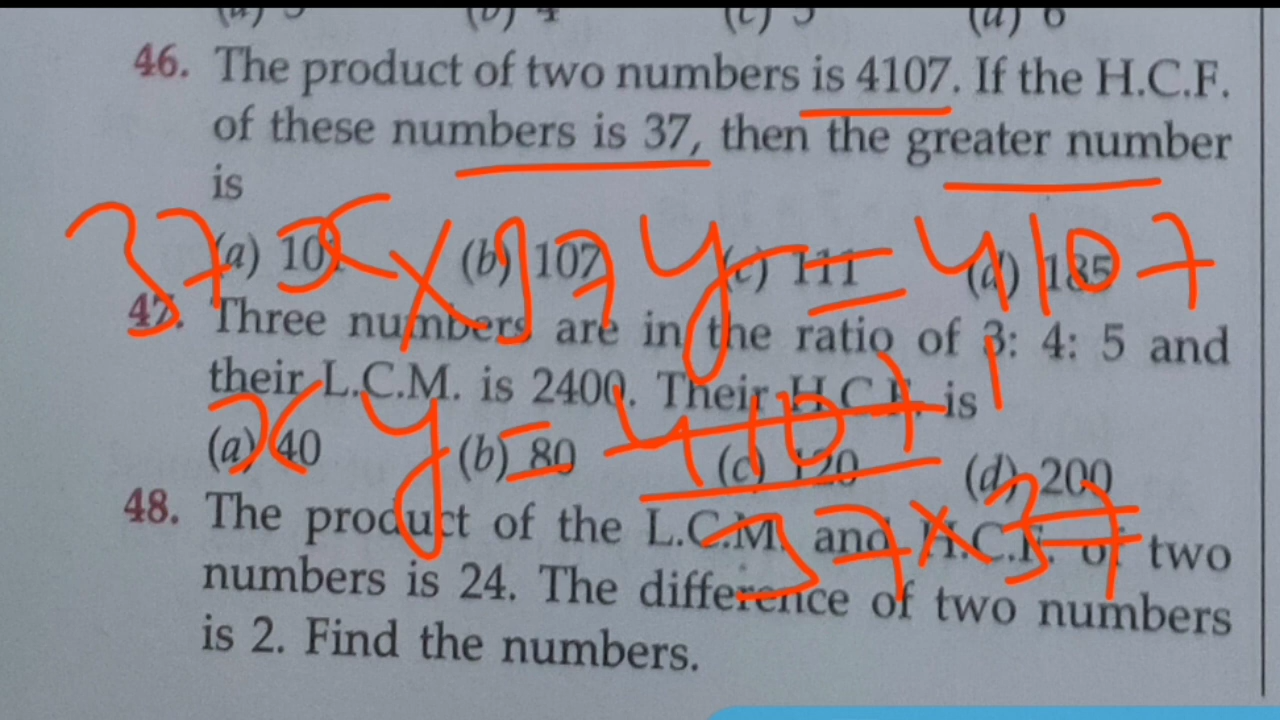 46. The product of two numbers is 4107. If the H.C.F.
of these numbers is 37, then the greater number
is
(a) (b) 107 (c) 111 (d) 185
37x × 37y = 4107
47. Three numbers are in the ratio of 3: 4: 5 and
their L.C.M. is 2400. Their H.C.F. is
(a) 40 (b) 80 (c) 120 (d) 200
xy = 4107
37 × 37
48. The product of the L.C.M. and H.C.F. of two
numbers is 24. The difference of two numbers
is 2. Find the numbers.